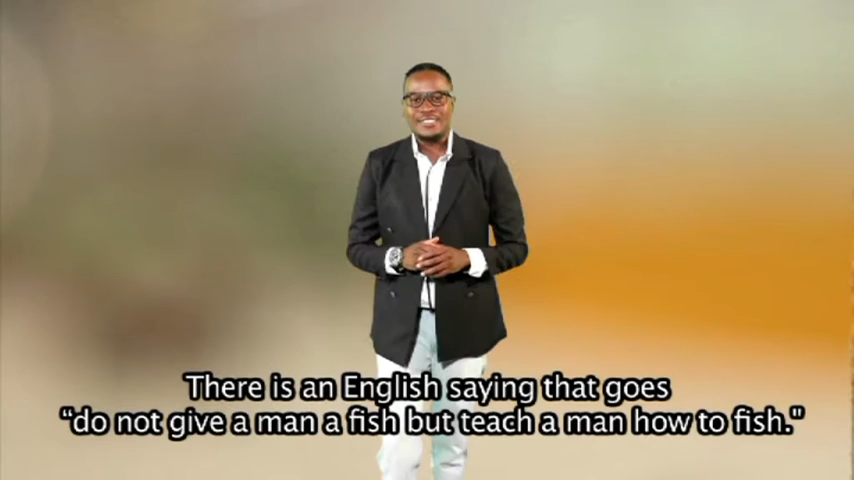 There is an English saying that goes
“do not give a man a fish but teach a man how to fish."